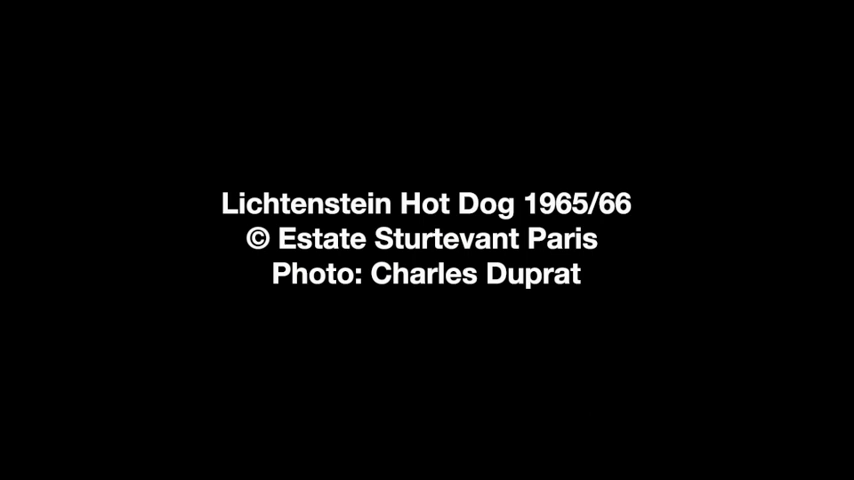 Lichtenstein Hot Dog 1965/66
© Estate Sturtevant Paris
Photo: Charles Duprat